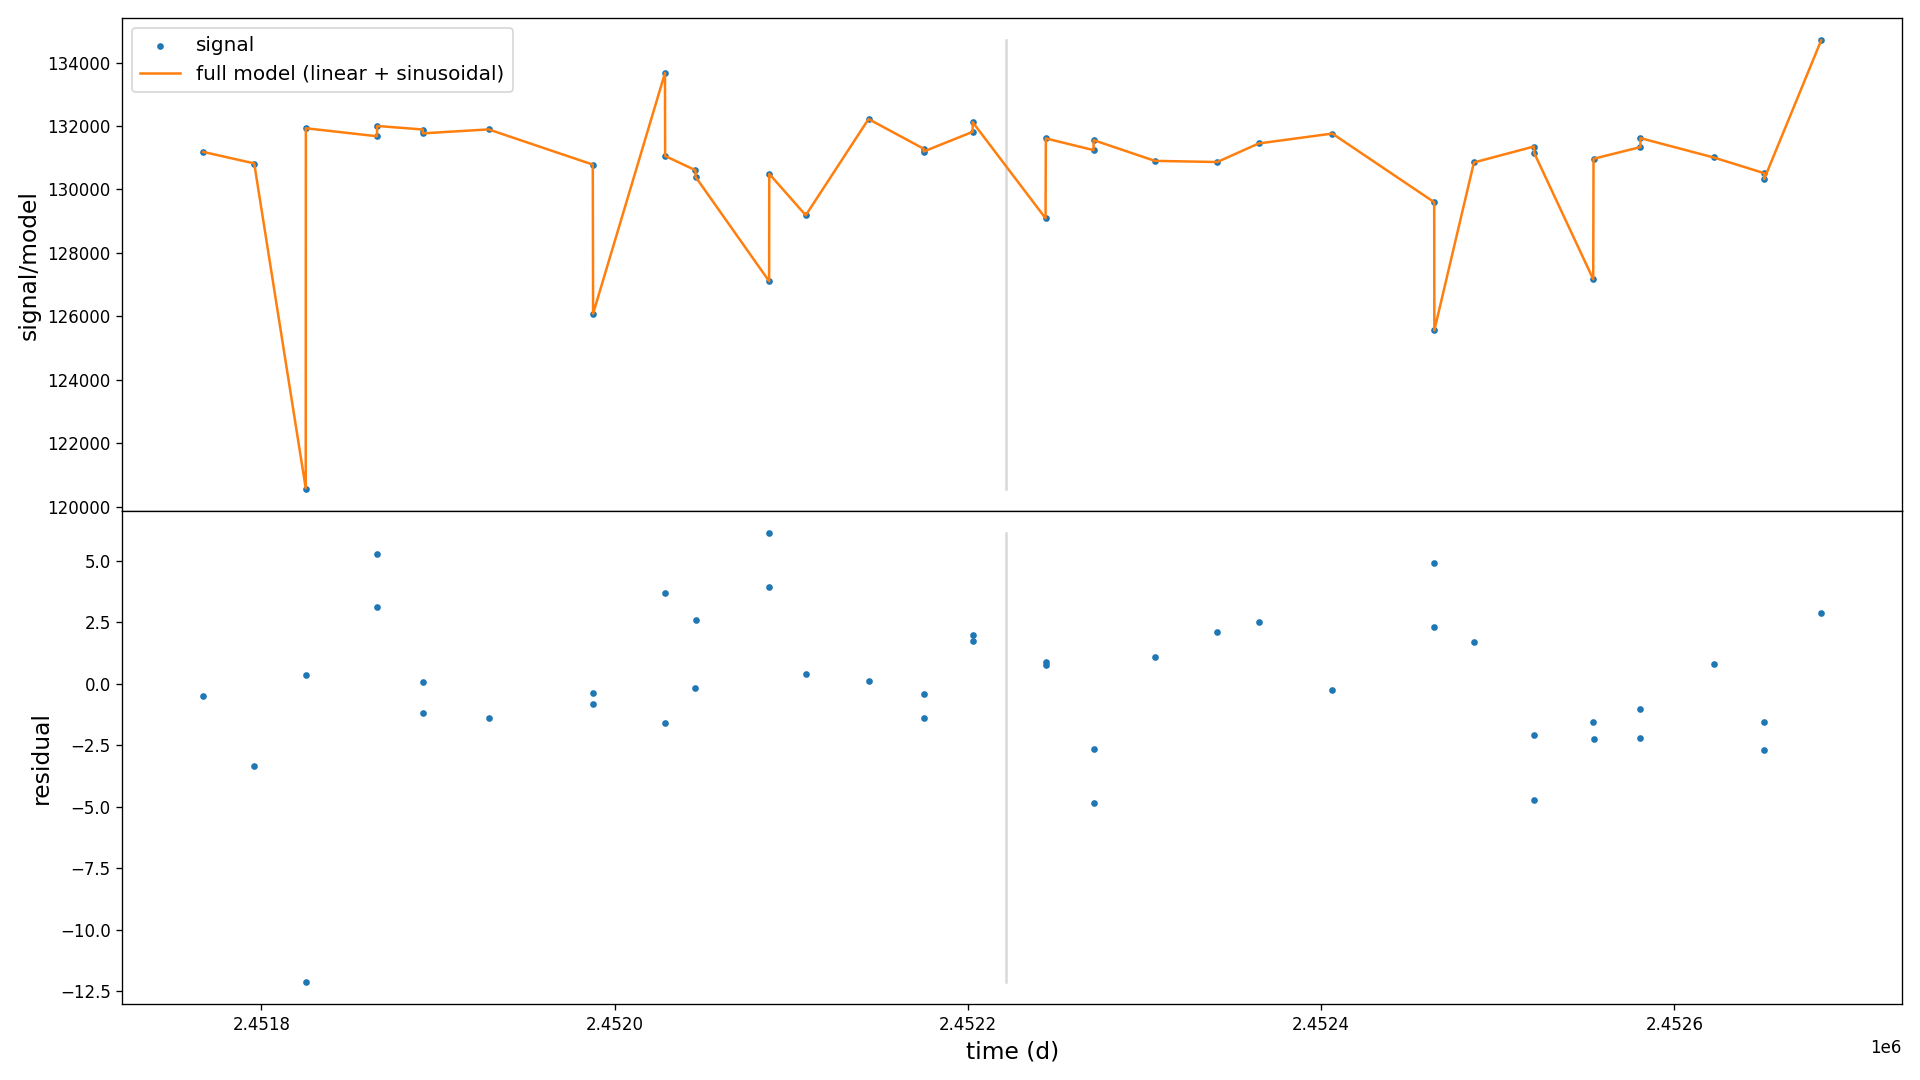 signal
full model (linear + sinusoidal)
134000
132000
130000
128000
126000
124000
122000
120000
signal/model
5.0
2.5
0.0
−2.5
−5.0
−7.5
−10.0
−12.5
residual
2.4518 2.4520 2.4522 2.4524 2.4526
1e6
time (d)